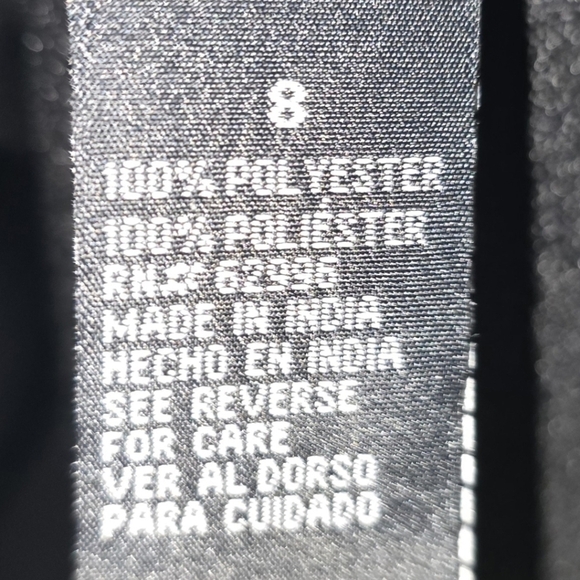 8
100% POLYESTER
100% POLIÉSTER
RN#
MADE IN INDIA
HECHO EN INDIA
SEE REVERSE
FOR CARE
VER AL DORSO
PARA CUIDADO